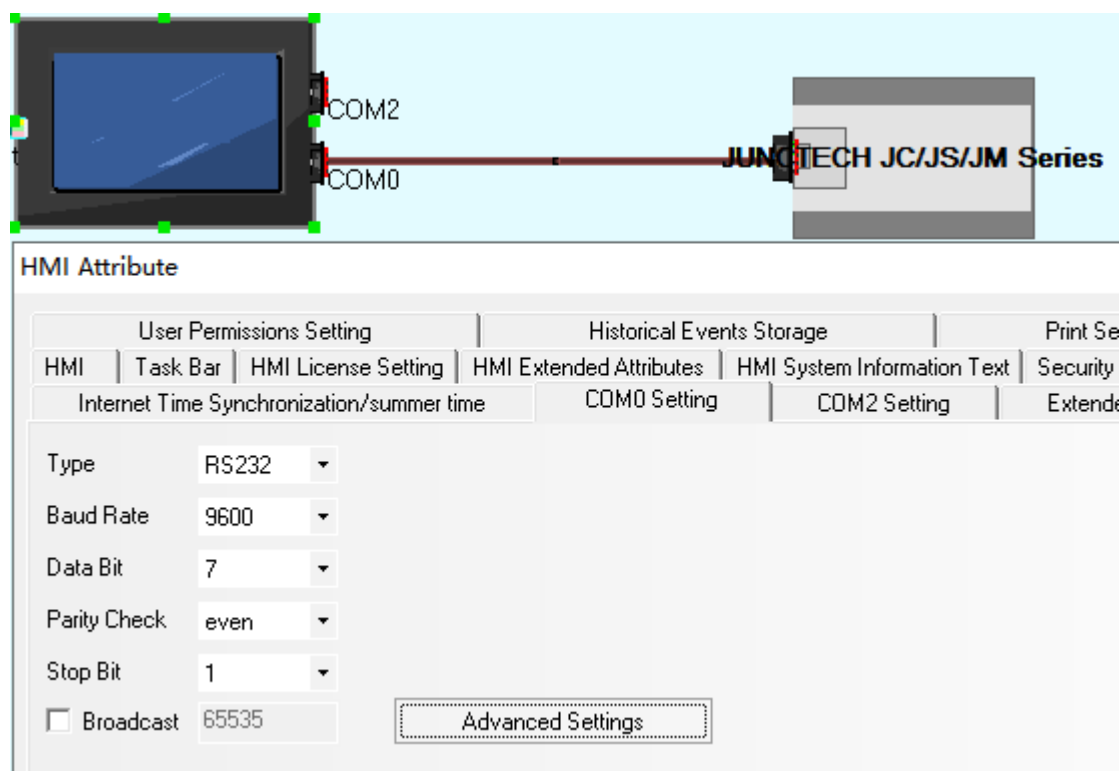 COM2
t
COM0
JUNGTECH JC/JS/JM Series
HMI Attribute
User Permissions Setting
Historical Events Storage
Print Se
HMI
Task Bar
HMI License Setting
HMI Extended Attributes
HMI System Information Text
Security
Internet Time Synchronization/summer time
COM0 Setting
COM2 Setting
Extende
Type RS232
Baud Rate 9600
Data Bit 7
Parity Check even
Stop Bit 1
Broadcast 65535 Advanced Settings